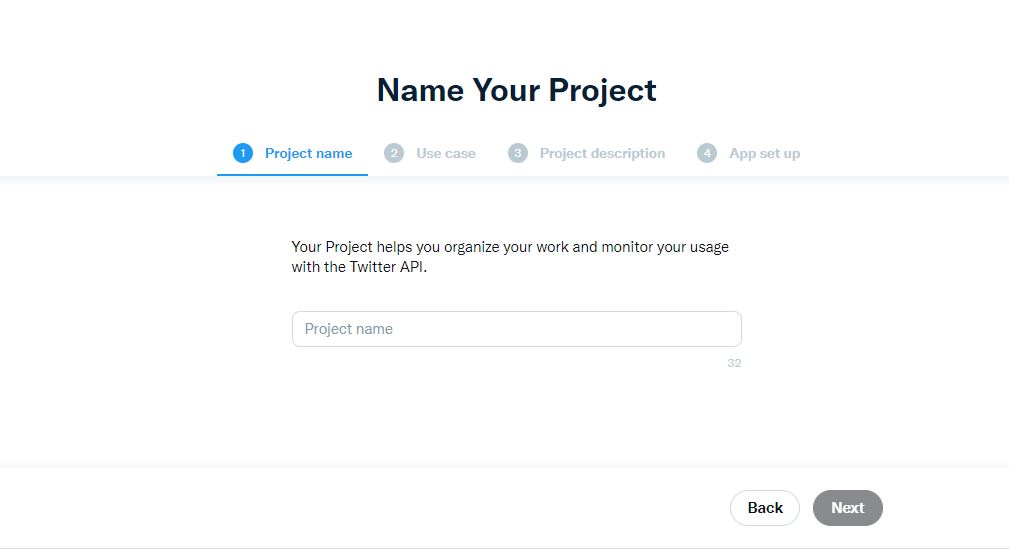 Name Your Project
1 Project name 2 Use case 3 Project description 4 App set up
Your Project helps you organize your work and monitor your usage
with the Twitter API.
Project name
32
Back Next